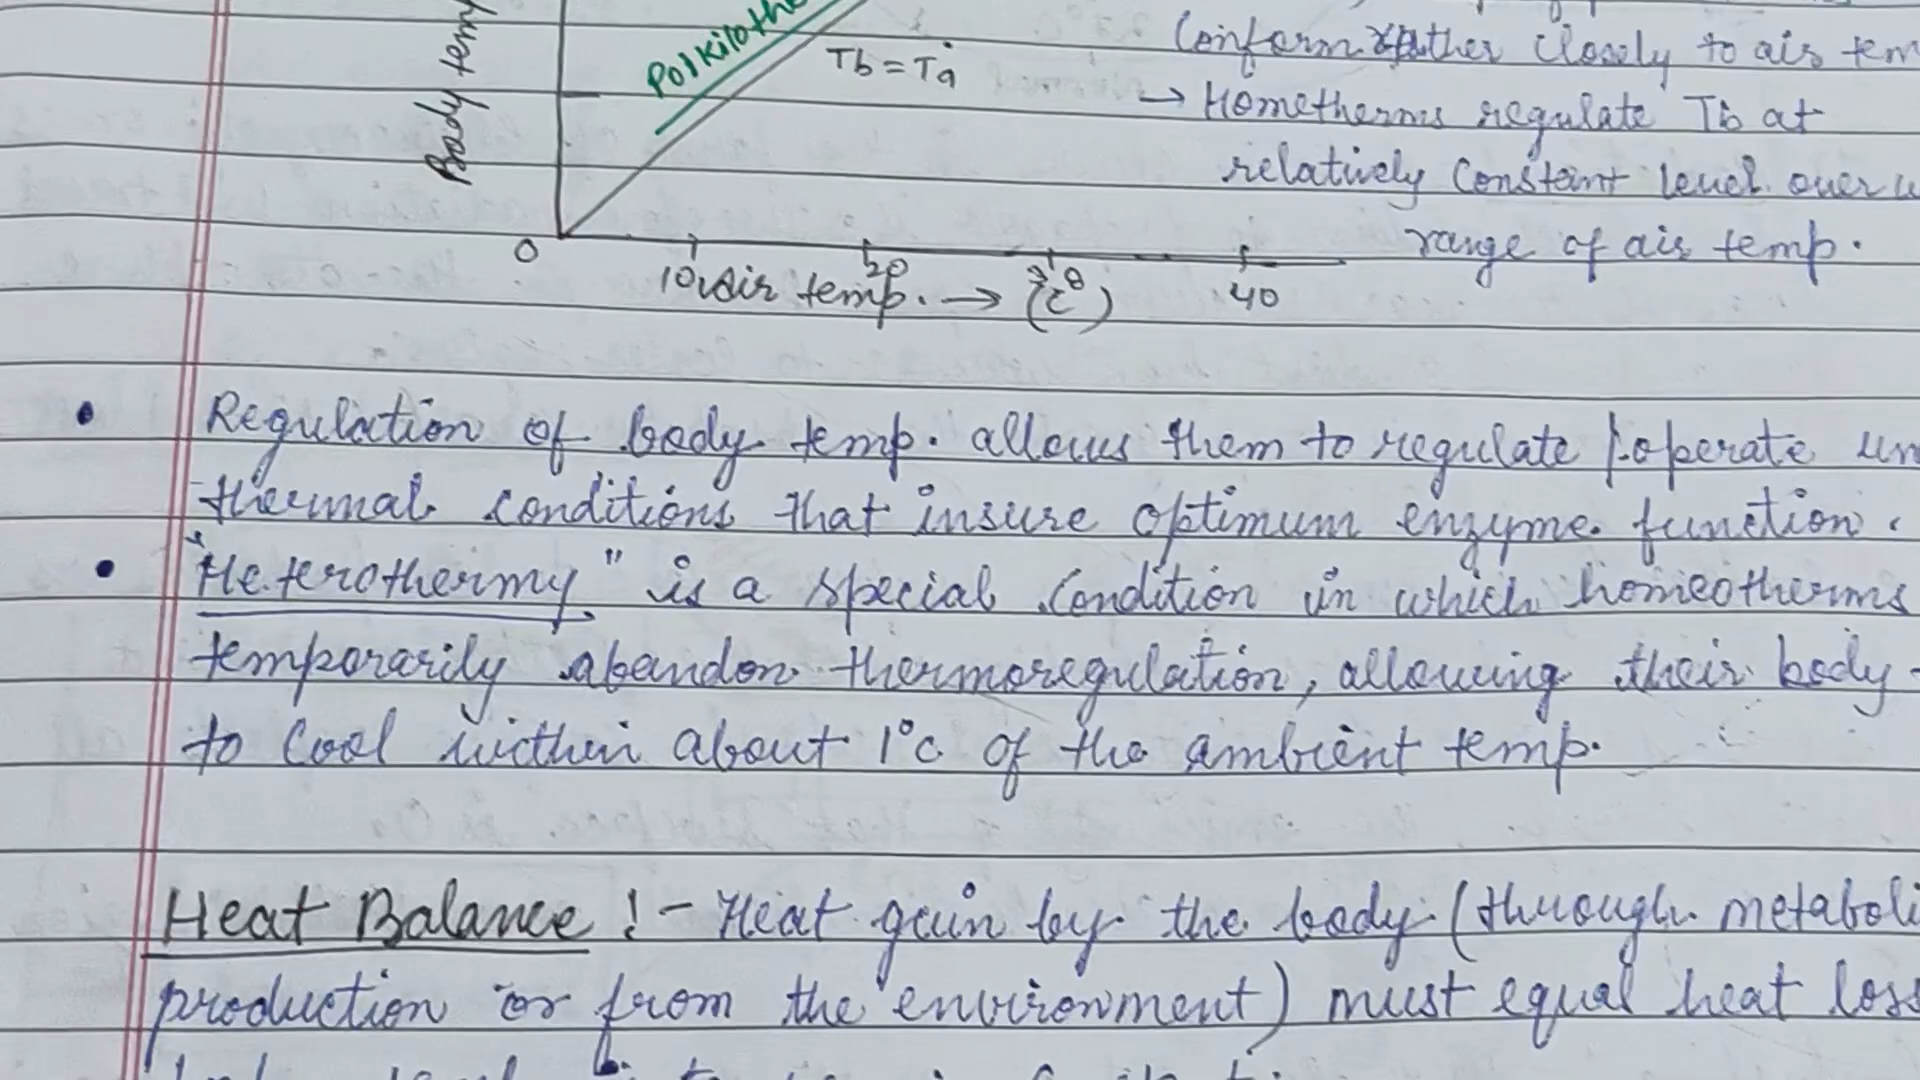 Body temp
Poikilothe
Tb = Ta
Conform rather closely to air tem
→ Hometherms regulate Tb at
relatively constant level over w
range of air temp.
0
10 20 40
Air temp. → (c°)
• Regulation of body temp. allows them to regulate operate un
thermal conditions that insure optimum enzyme function.
• "Heterothermy" is a special condition in which homeotherms
temporarily abandon thermoregulation, allowing their body
to cool within about 1°c of the ambient temp.
Heat Balance :- Heat gain by the body (through metaboli
production or from the environment) must equal heat loss